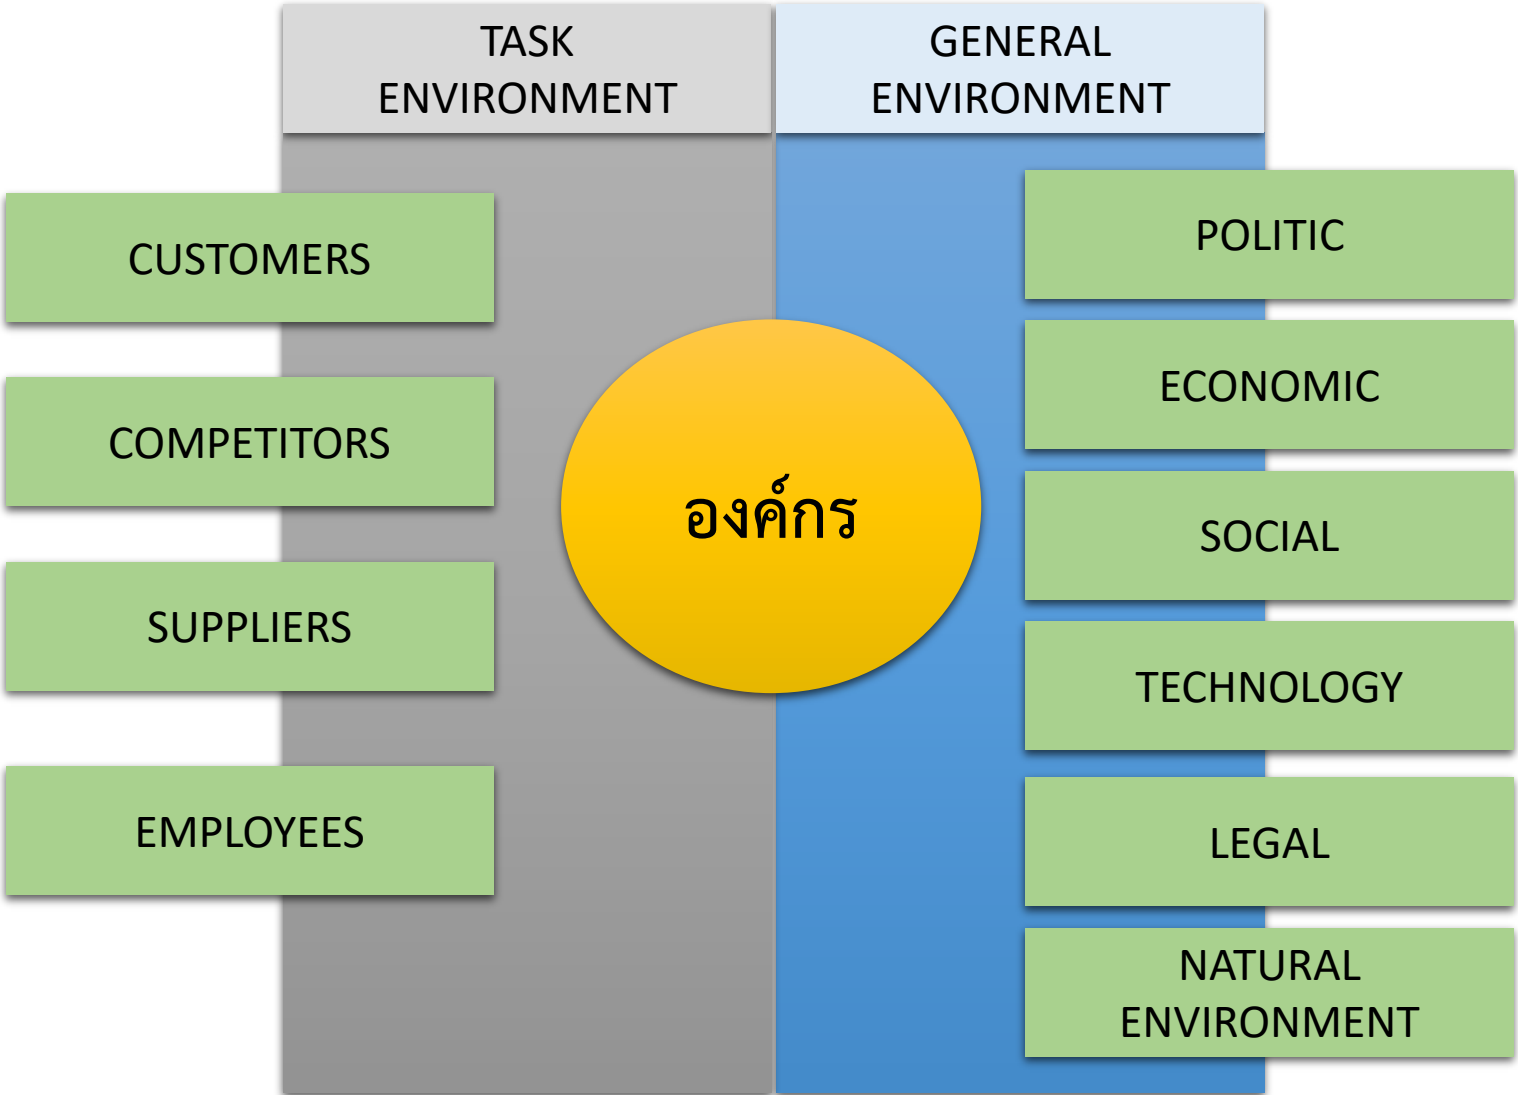 TASK
ENVIRONMENT
GENERAL
ENVIRONMENT
CUSTOMERS
COMPETITORS
SUPPLIERS
EMPLOYEES
องค์กร
POLITIC
ECONOMIC
SOCIAL
TECHNOLOGY
LEGAL
NATURAL
ENVIRONMENT